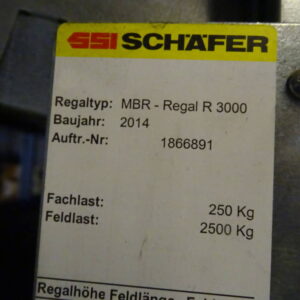 SSI SCHÄFER
Regaltyp: MBR - Regal R 3000
Baujahr: 2014
Auftr.-Nr: 1866891
Fachlast: 250 Kg
Feldlast: 2500 Kg
Regalhöhe Feldlänge